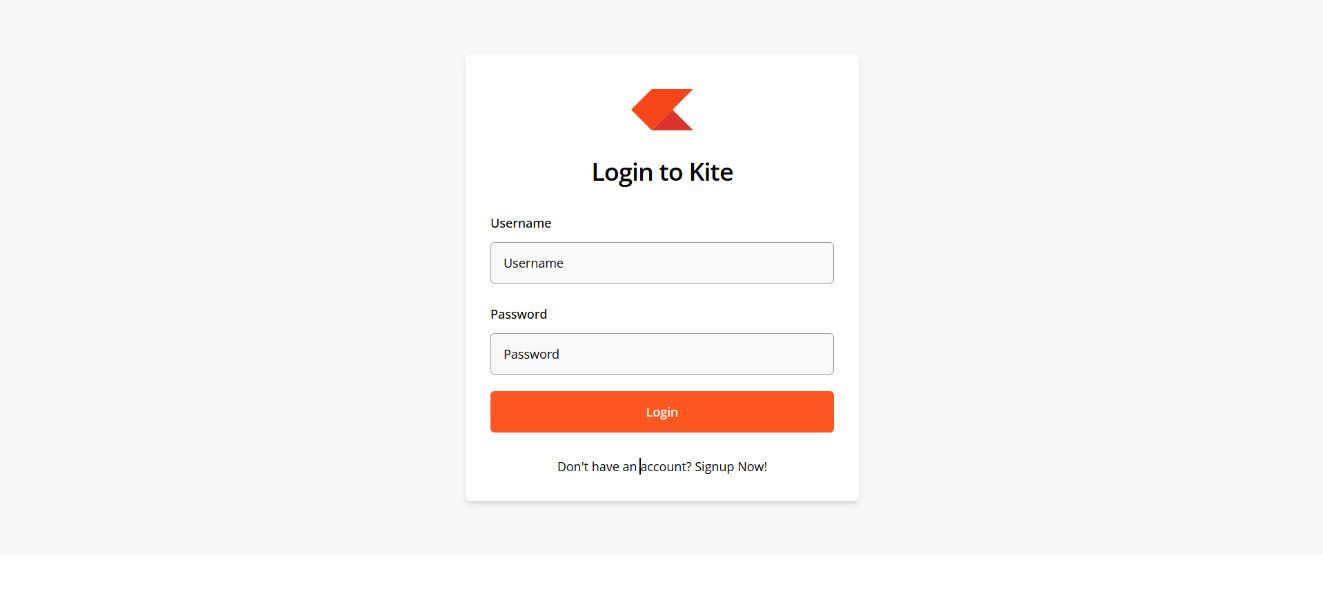 Login to Kite
Username
Username
Password
Password
Login
Don't have an account? Signup Now!